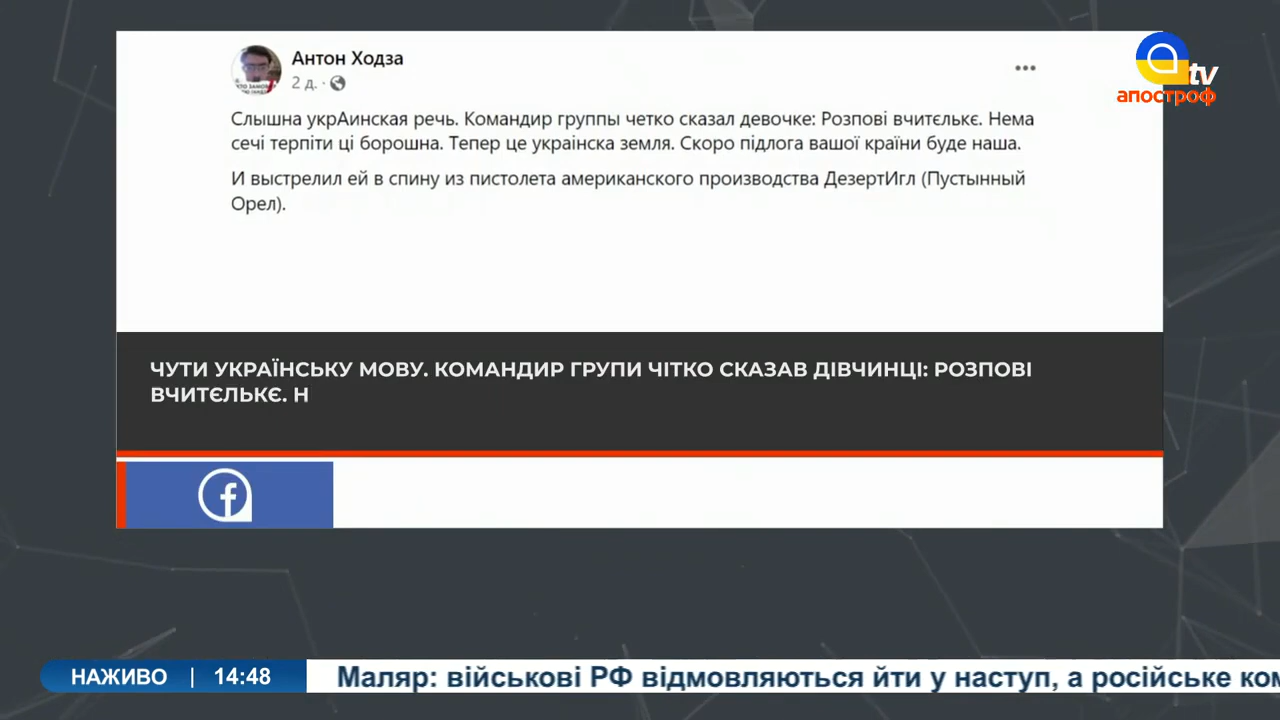 Антон Ходза
2 д. ·
Слышна укрАинская речь. Командир группы четко сказал девочке: Розпові вчитєлькє. Нема
сечі терпіти ці борошна. Тепер це украінска земля. Скоро підлога вашої країни буде наша.
И выстрелил ей в спину из пистолета американского производства ДезертИгл (Пустынный
Орел).
tv
апостроф
ЧУТИ УКРАЇНСЬКУ МОВУ. КОМАНДИР ГРУПИ ЧІТКО СКАЗАВ ДІВЧИНЦІ: РОЗПОВІ
ВЧИТЄЛЬКЄ. Н
НАЖИВО | 14:48
Маляр: військові РФ відмовляються йти у наступ, а російське ком